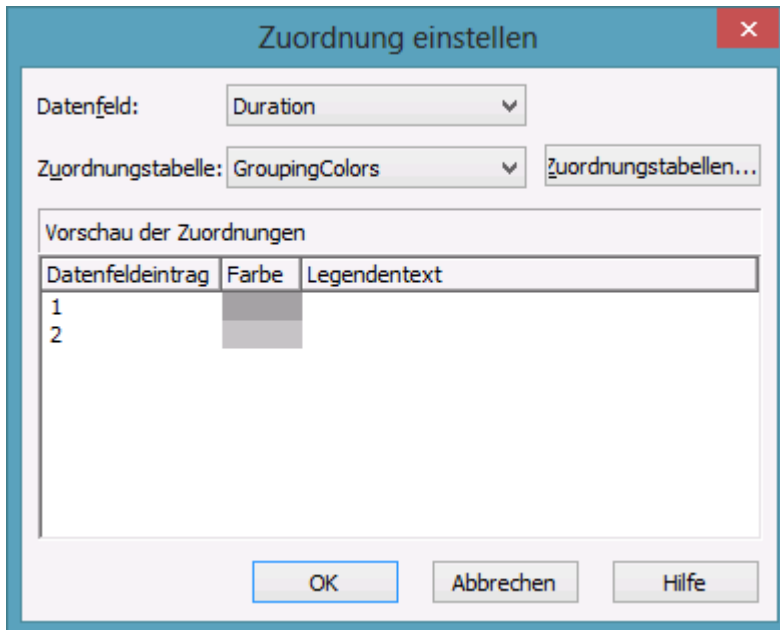 Zuordnung einstellen
Datenfeld: Duration
Zuordnungstabelle: GroupingColors Zuordnungstabellen...
Vorschau der Zuordnungen
Datenfeldeintrag Farbe Legendentext
1
2
OK Abbrechen Hilfe